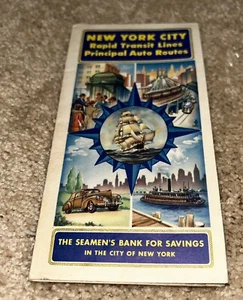 NEW YORK CITY
Rapid Transit Lines
Principal Auto Routes
THE SEAMEN'S BANK FOR SAVINGS
IN THE CITY OF NEW YORK